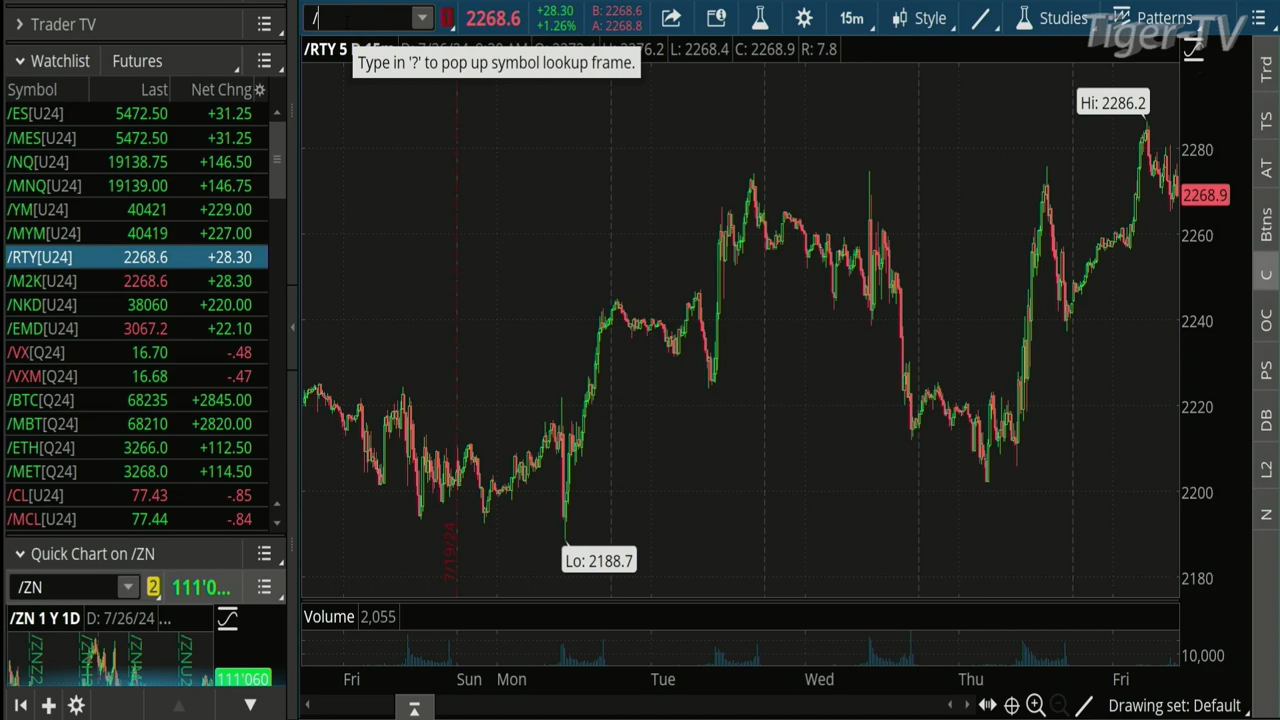 Trader TV
/
2268.6
+28.30
+1.26%
B: 2268.6
A: 2268.8
15m
Style
Studies
Patterns
Tiger-TV
Watchlist
Futures
/RTY 5 D 15m
L: 2268.4
C: 2268.9
R: 7.8
Type in '?' to pop up symbol lookup frame.
Symbol Last Net Chng
/ES[U24] 5472.50 +31.25
/MES[U24] 5472.50 +31.25
/NQ[U24] 19138.75 +146.50
/MNQ[U24] 19139.00 +146.75
/YM[U24] 40421 +229.00
/MYM[U24] 40419 +227.00
/RTY[U24] 2268.6 +28.30
/M2K[U24] 2268.6 +28.30
/NKD[U24] 38060 +220.00
/EMD[U24] 3067.2 +22.10
/VX[Q24] 16.70 -.48
/VXM[Q24] 16.68 -.47
/BTC[Q24] 68235 +2845.00
/MBT[Q24] 68210 +2820.00
/ETH[Q24] 3266.0 +112.50
/MET[Q24] 3268.0 +114.50
/CL[U24] 77.43 -.85
/MCL[U24] 77.44 -.84
Hi: 2286.2
Lo: 2188.7
7/19/24
2280
2268.9
2260
2240
2220
2200
2180
Volume 2,055
10,000
Fri Sun Mon Tue Wed Thu Fri
Quick Chart on /ZN
/ZN
2
111'0...
/ZN 1 Y 1D
D: 7/26/24 ...
111'060
Drawing set: Default
Trd
TS
AT
Btns
C
OC
PS
DB
L2
N